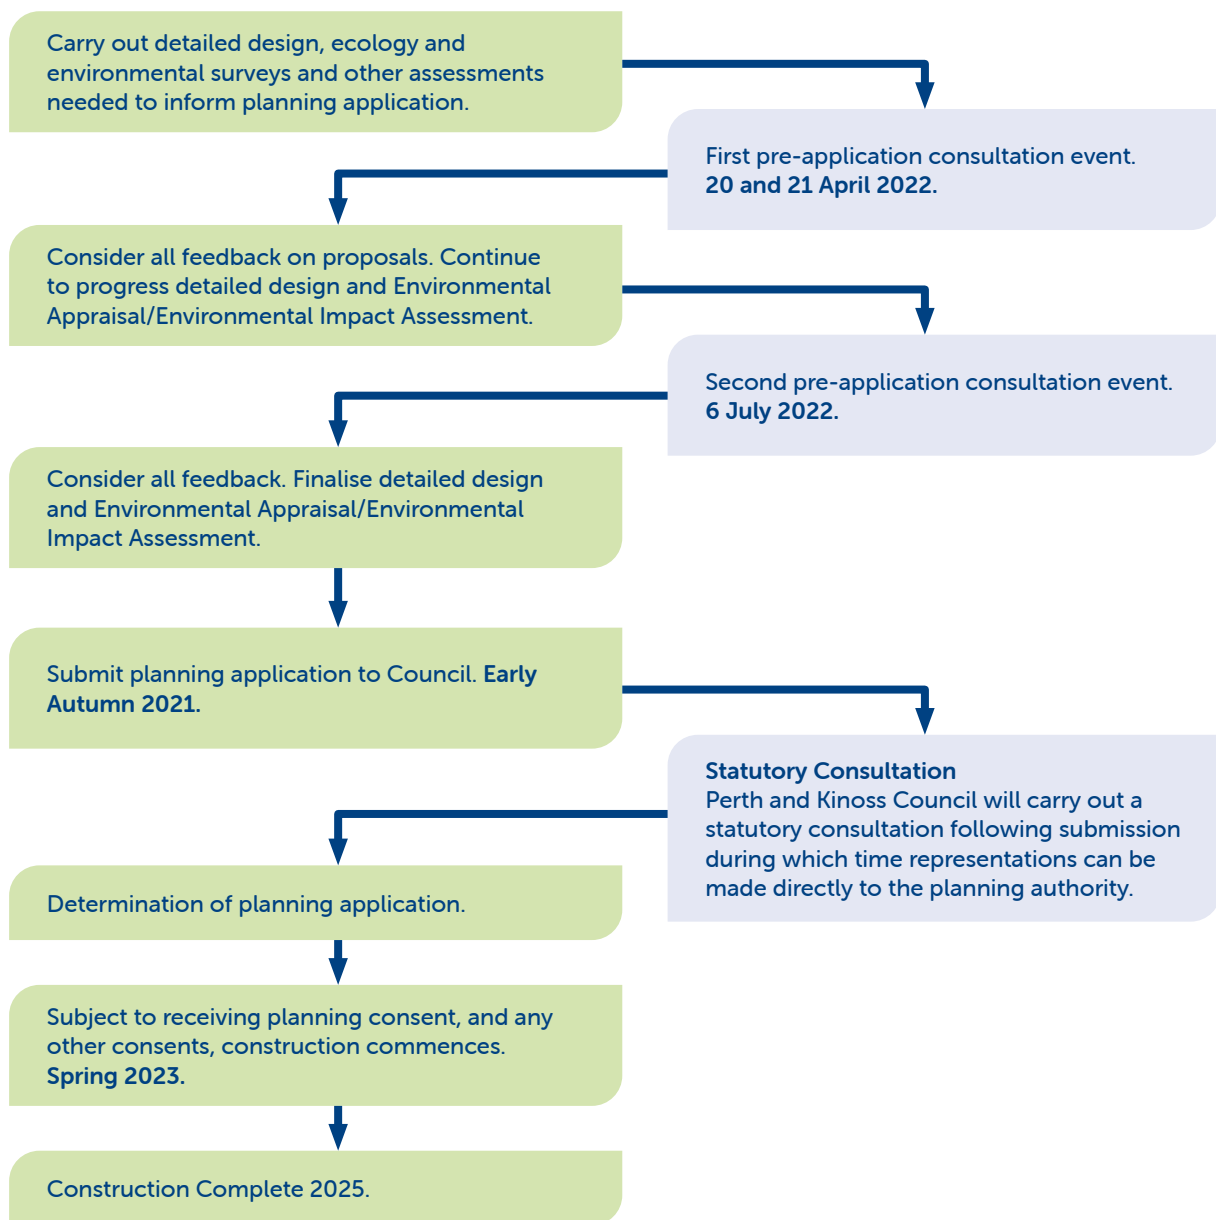 Carry out detailed design, ecology and
environmental surveys and other assessments
needed to inform planning application.
First pre-application consultation event.
20 and 21 April 2022.
Consider all feedback on proposals. Continue
to progress detailed design and Environmental
Appraisal/Environmental Impact Assessment.
Second pre-application consultation event.
6 July 2022.
Consider all feedback. Finalise detailed design
and Environmental Appraisal/Environmental
Impact Assessment.
Submit planning application to Council. Early
Autumn 2021.
Statutory Consultation
Perth and Kinoss Council will carry out a
statutory consultation following submission
during which time representations can be
made directly to the planning authority.
Determination of planning application.
Subject to receiving planning consent, and any
other consents, construction commences.
Spring 2023.
Construction Complete 2025.